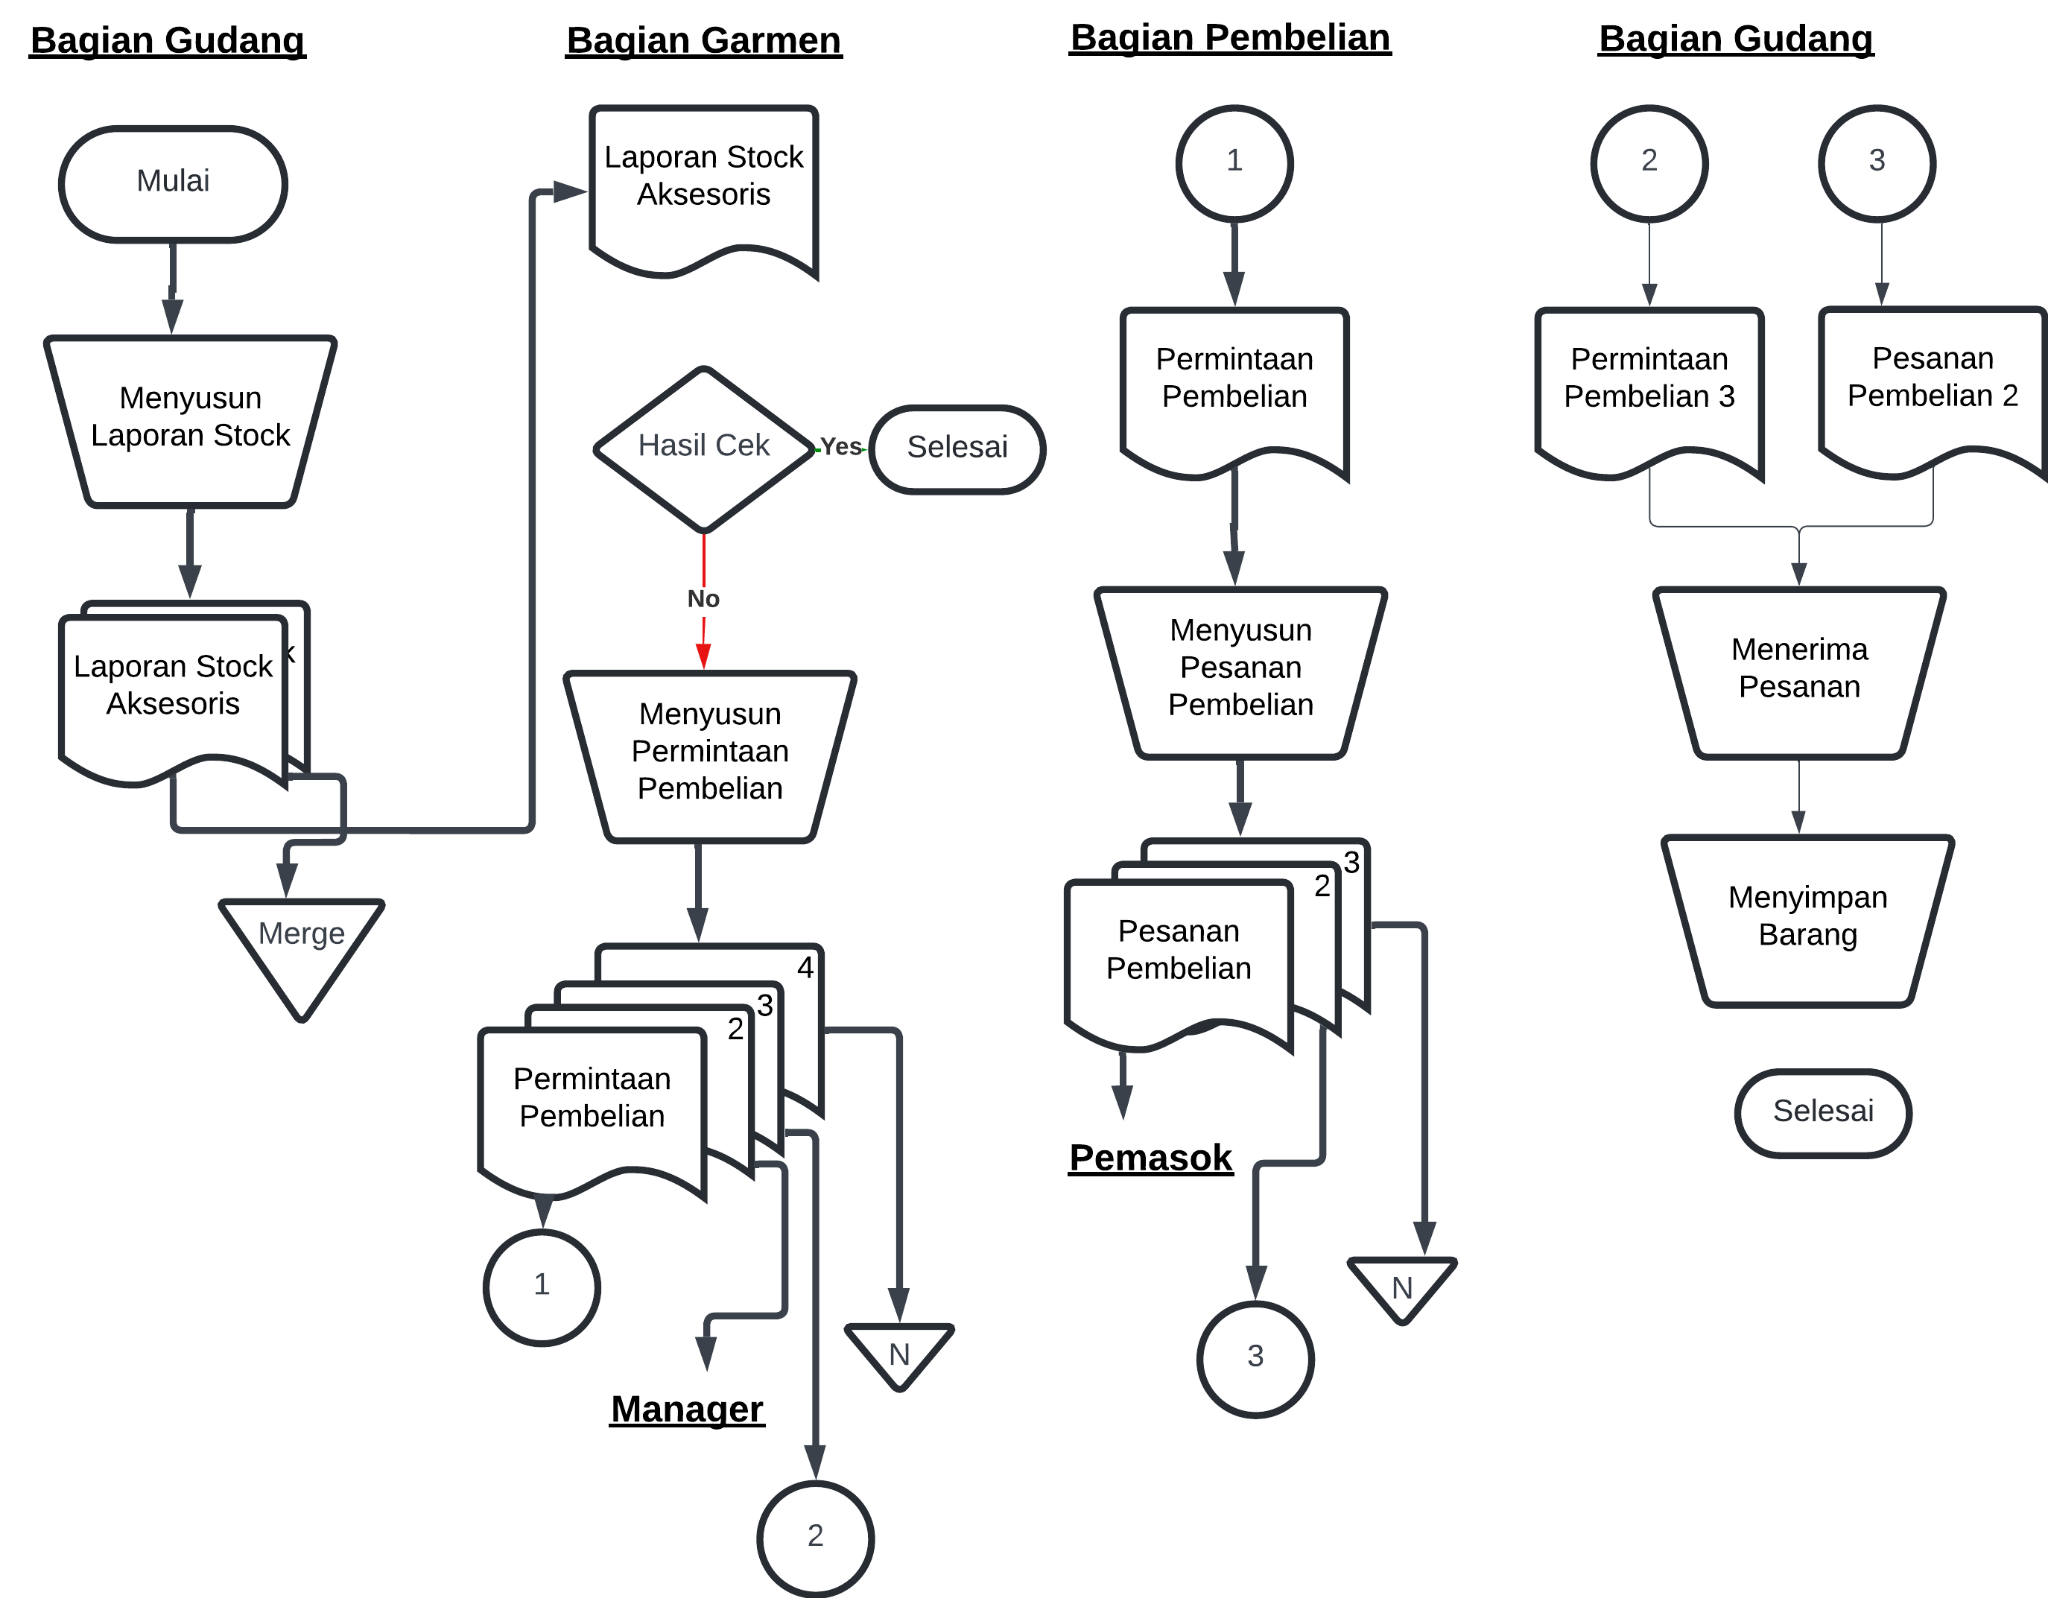 Bagian Gudang
Mulai
Menyusun
Laporan Stock
Laporan Stock
Aksesoris
k
Merge
Bagian Garmen
Laporan Stock
Aksesoris
Hasil Cek
Yes
Selesai
No
Menyusun
Permintaan
Pembelian
4
3
2
Permintaan
Pembelian
1
Manager
N
2
Bagian Pembelian
1
Permintaan
Pembelian
Menyusun
Pesanan
Pembelian
3
2
Pesanan
Pembelian
Pemasok
N
3
Bagian Gudang
2
3
Permintaan
Pembelian 3
Pesanan
Pembelian 2
Menerima
Pesanan
Menyimpan
Barang
Selesai